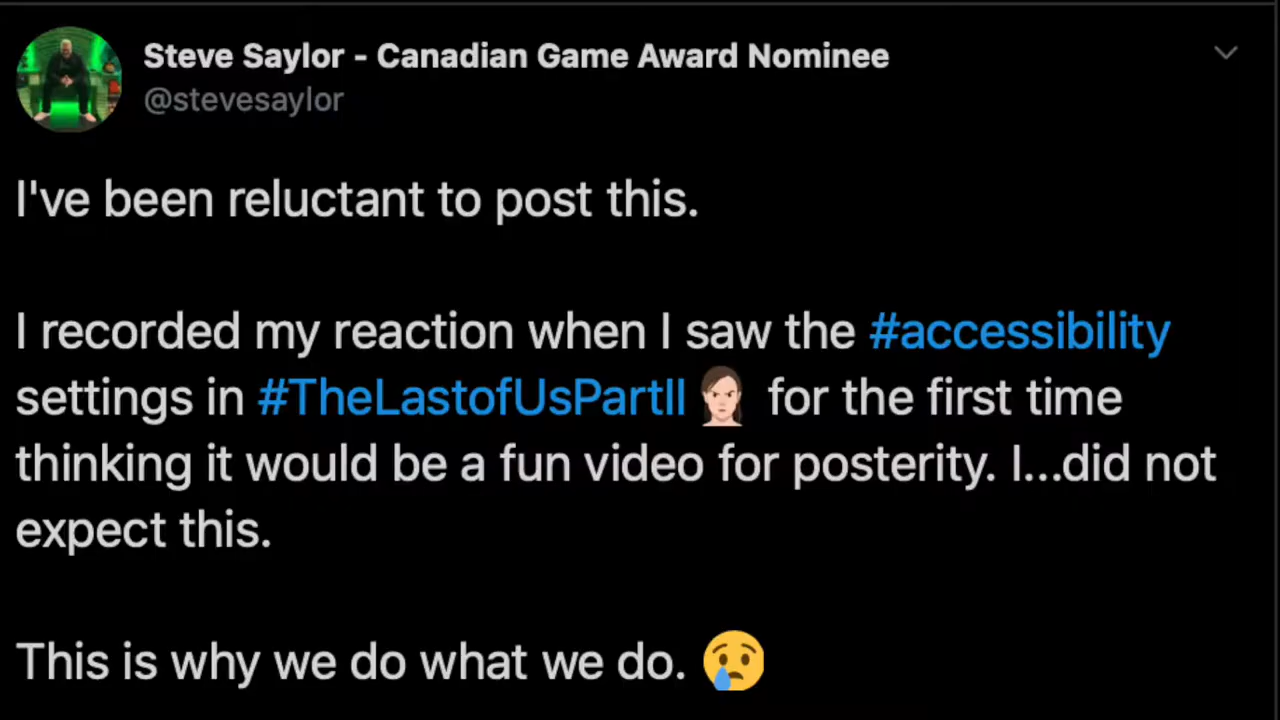 Steve Saylor - Canadian Game Award Nominee
@stevesaylor
I've been reluctant to post this.
I recorded my reaction when I saw the #accessibility
settings in #TheLastofUsPartII for the first time
thinking it would be a fun video for posterity. I...did not
expect this.
This is why we do what we do. 😢